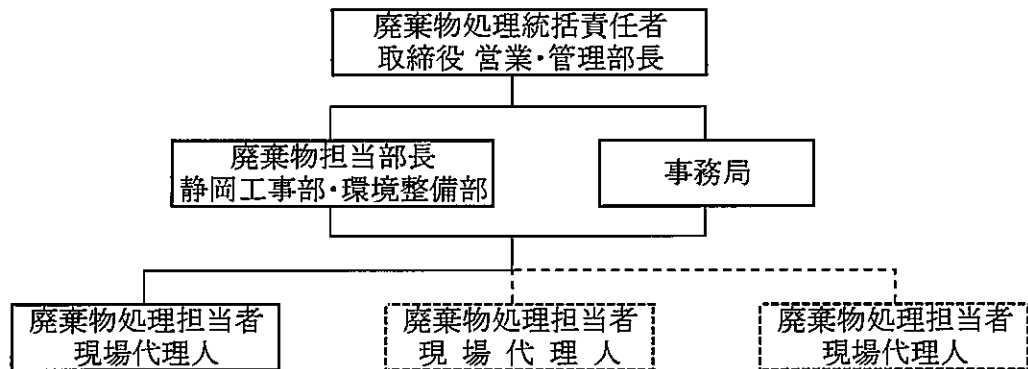 廃棄物処理統括責任者
取締役 営業・管理部長
廃棄物担当部長
静岡工事部・環境整備部
事務局
廃棄物処理担当者
現場代理人
廃棄物処理担当者
現 場 代 理 人
廃棄物処理担当者
現場代理人